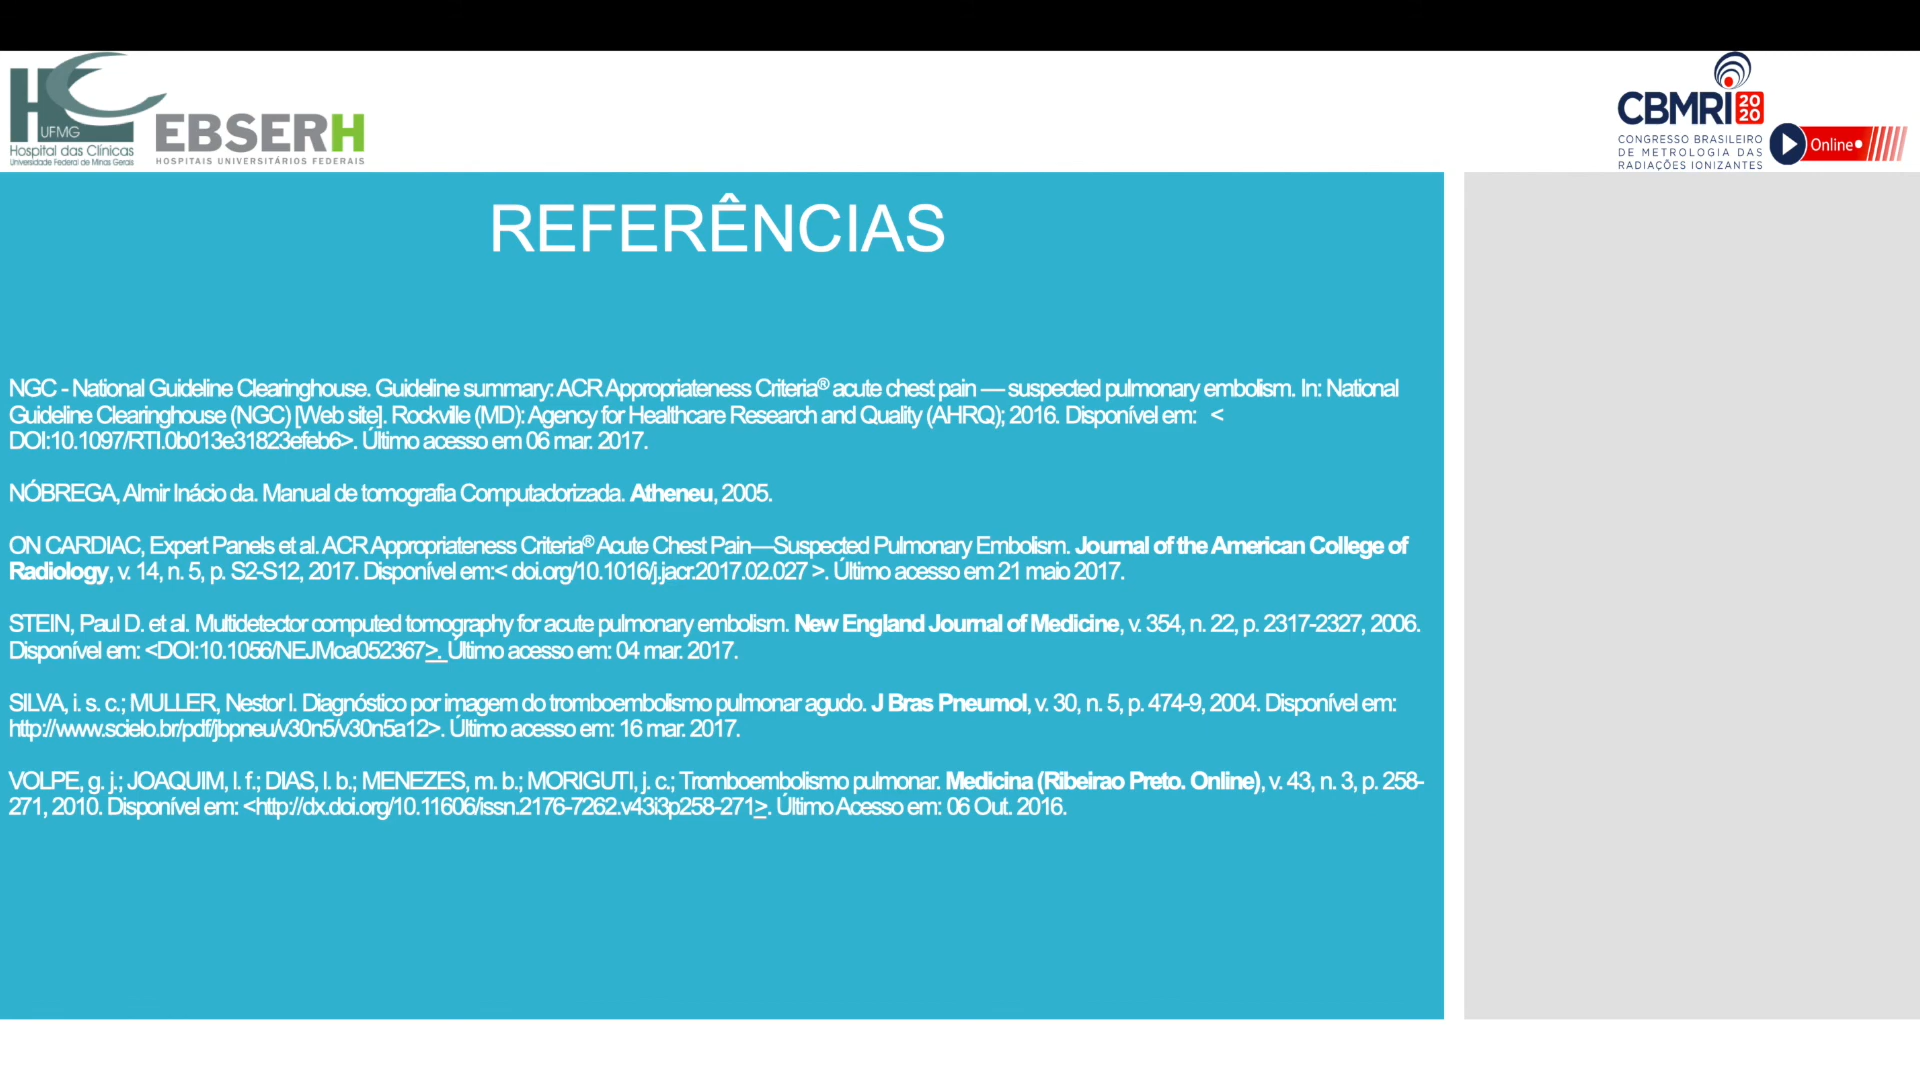 UFMG
Hospital das Clínicas
Universidade Federal de Minas Gerais
EBSERH
HOSPITAIS UNIVERSITÁRIOS FEDERAIS
CBMRI 20 20
CONGRESSO BRASILEIRO
DE METROLOGIA DAS
RADIAÇÕES IONIZANTES
Online
REFERÊNCIAS
NGC - National Guideline Clearinghouse. Guideline summary: ACR Appropriateness Criteria® acute chest pain — suspected pulmonary embolism. In: National
Guideline Clearinghouse (NGC) [Web site]. Rockville (MD): Agency for Healthcare Research and Quality (AHRQ); 2016. Disponível em: <
DOI:10.1097/RTI.0b013e31823efeb6>. Último acesso em 06 mar. 2017.
NÓBREGA, Almir Inácio da. Manual de tomografia Computadorizada. Atheneu, 2005.
ON CARDIAC, Expert Panels et al. ACR Appropriateness Criteria® Acute Chest Pain—Suspected Pulmonary Embolism. Journal of the American College of
Radiology, v. 14, n. 5, p. S2-S12, 2017. Disponível em:< doi.org/10.1016/j.jacr.2017.02.027 >. Último acesso em 21 maio 2017.
STEIN, Paul D. et al. Multidetector computed tomography for acute pulmonary embolism. New England Journal of Medicine, v. 354, n. 22, p. 2317-2327, 2006.
Disponível em: <DOI:10.1056/NEJMoa052367>. Último acesso em: 04 mar. 2017.
SILVA, i. s. c.; MULLER, Nestor l. Diagnóstico por imagem do tromboembolismo pulmonar agudo. J Bras Pneumol, v. 30, n. 5, p. 474-9, 2004. Disponível em:
http://www.scielo.br/pdf/jbpneu/v30n5/v30n5a12>. Último acesso em: 16 mar. 2017.
VOLPE, g. j.; JOAQUIM, l. f.; DIAS, l. b.; MENEZES, m. b.; MORIGUTI, j. c.; Tromboembolismo pulmonar. Medicina (Ribeirao Preto. Online), v. 43, n. 3, p. 258-
271, 2010. Disponível em: <http://dx.doi.org/10.11606/issn.2176-7262.v43i3p258-271>. Último Acesso em: 06 Out. 2016.